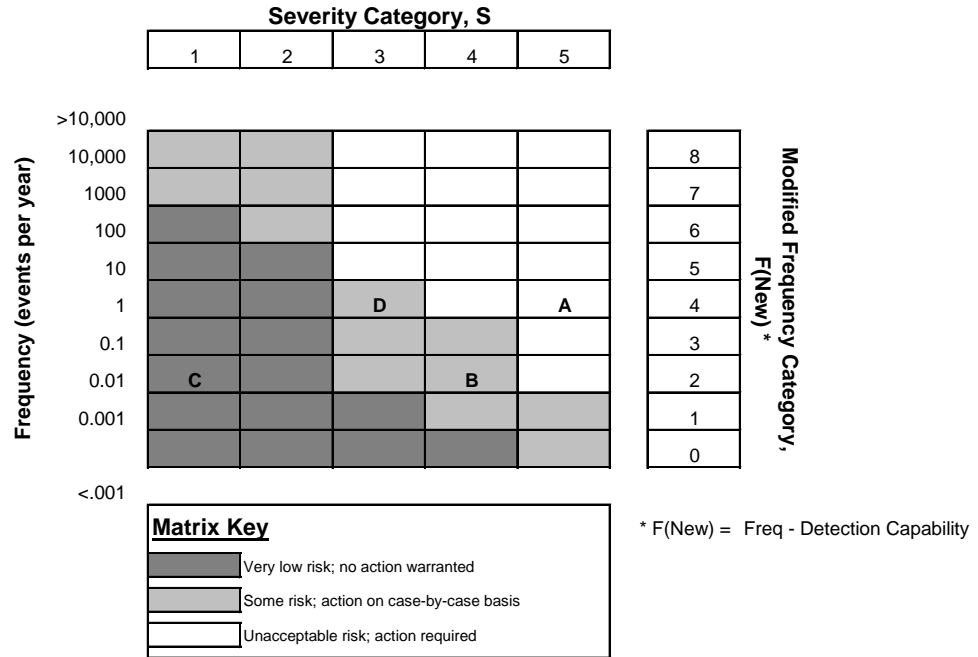 Severity Category, S
1 2 3 4 5
>10,000
10,000 8
1000 7
100 6
10 5
1 D A 4
0.1 3
0.01 C B 2
0.001 1
0
<.001
Frequency (events per year)
Modified Frequency Category,
F(New) *
Matrix Key
Very low risk; no action warranted
Some risk; action on case-by-case basis
Unacceptable risk; action required
* F(New) = Freq - Detection Capability